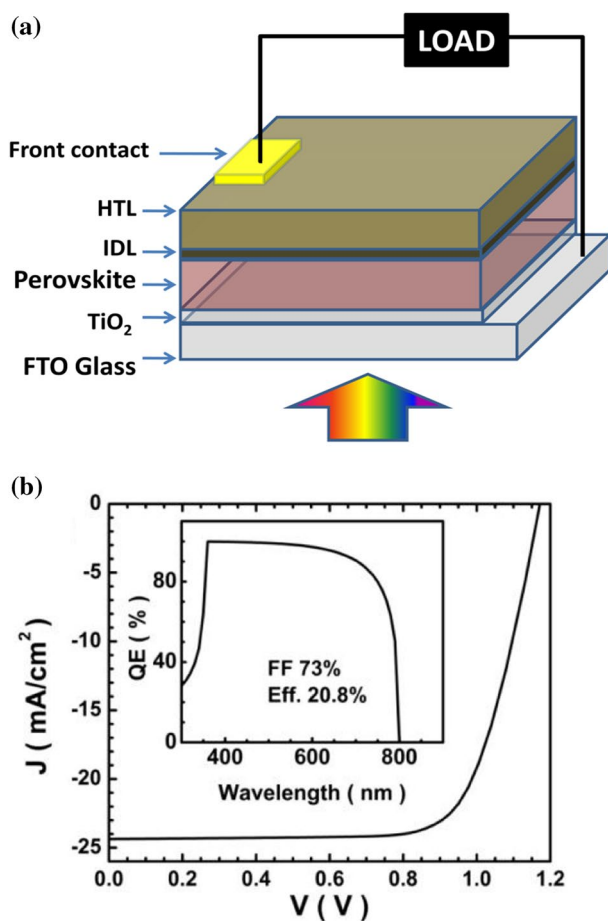 (a)
LOAD
Front contact
HTL
IDL
Perovskite
TiO₂
FTO Glass
(b)
0
-5
-10
-15
-20
-25
J ( mA/cm² )
0.0 0.2 0.4 0.6 0.8 1.0 1.2
V ( V )
80
40
0
QE ( % )
FF 73%
Eff. 20.8%
400 600 800
Wavelength ( nm )